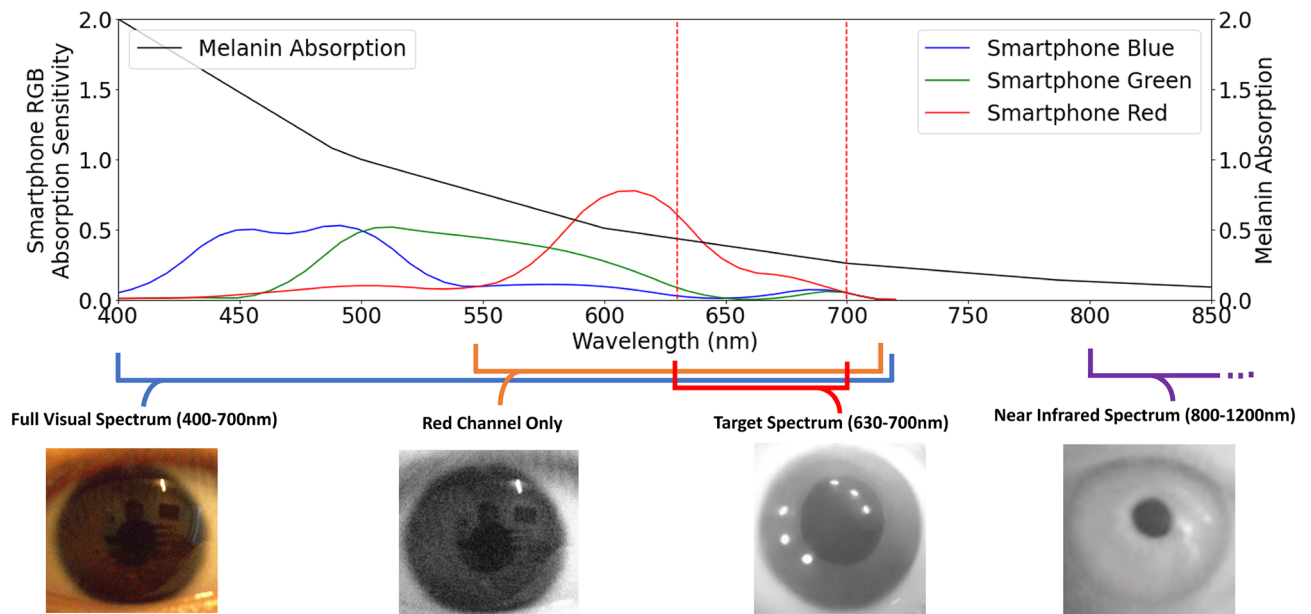 Smartphone RGB
Absorption Sensitivity
2.0
1.5
1.0
0.5
0.0
Melanin Absorption
Smartphone Blue
Smartphone Green
Smartphone Red
2.0
1.5
1.0
0.5
0.0
Melanin Absorption
400 450 500 550 600 650 700 750 800 850
Wavelength (nm)
Full Visual Spectrum (400-700nm)
Red Channel Only
Target Spectrum (630-700nm)
Near Infrared Spectrum (800-1200nm)